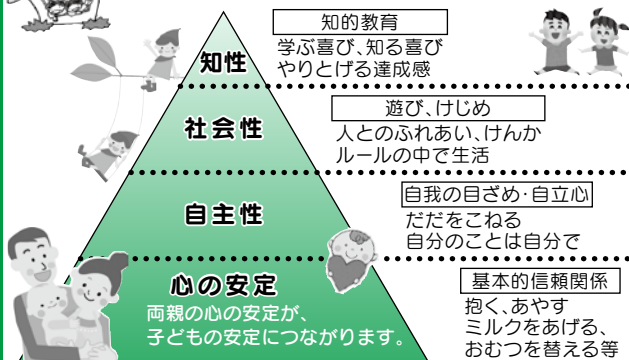 知的教育
学ぶ喜び、知る喜び
やりとげる達成感
知性
遊び、けじめ
人とのふれあい、けんか
ルールの中で生活
社会性
自我の目ざめ・自立心
だだをこねる
自分のことは自分で
自主性
基本的信頼関係
抱く、あやす
ミルクをあげる、
おむつを替える等
心の安定
両親の心の安定が、
子どもの安定につながります。